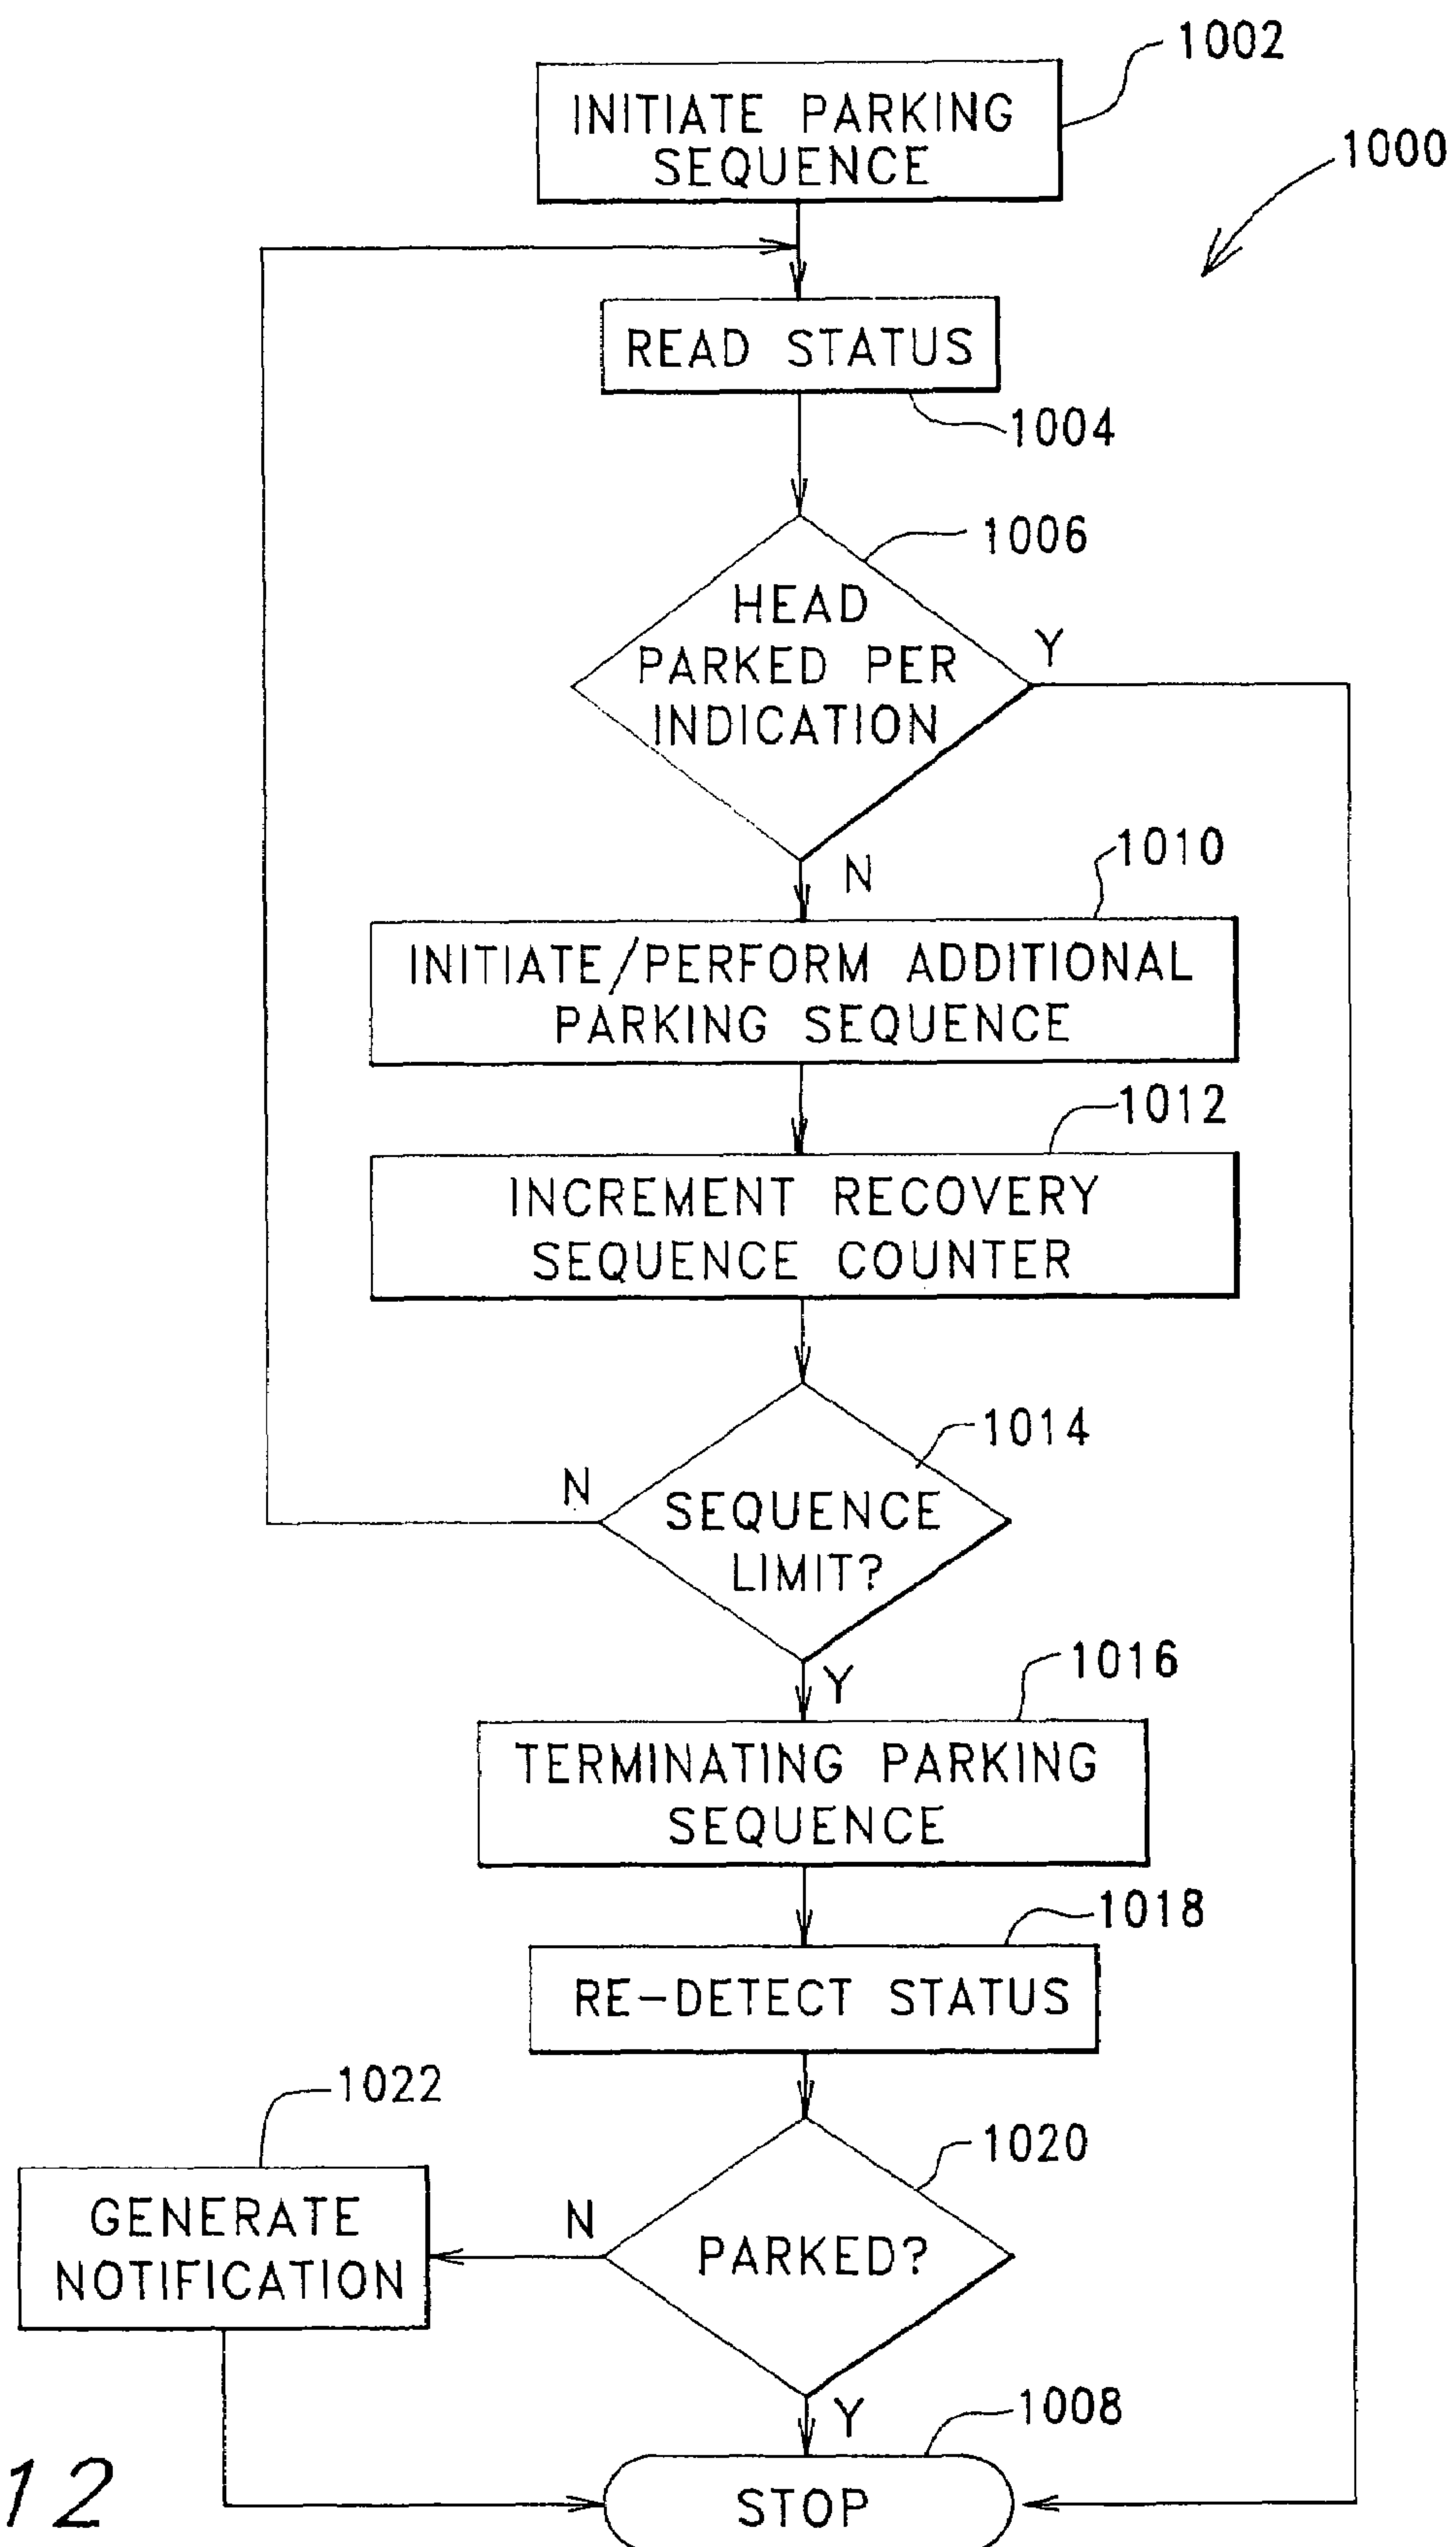 1002
INITIATE PARKING
SEQUENCE
1000
READ STATUS
1004
1006
HEAD
PARKED PER
INDICATION
Y
N
1010
INITIATE/PERFORM ADDITIONAL
PARKING SEQUENCE
1012
INCREMENT RECOVERY
SEQUENCE COUNTER
1014
N
SEQUENCE
LIMIT?
Y
1016
TERMINATING PARKING
SEQUENCE
1018
RE-DETECT STATUS
1022
GENERATE
NOTIFICATION
1020
N
PARKED?
Y
1008
STOP
12